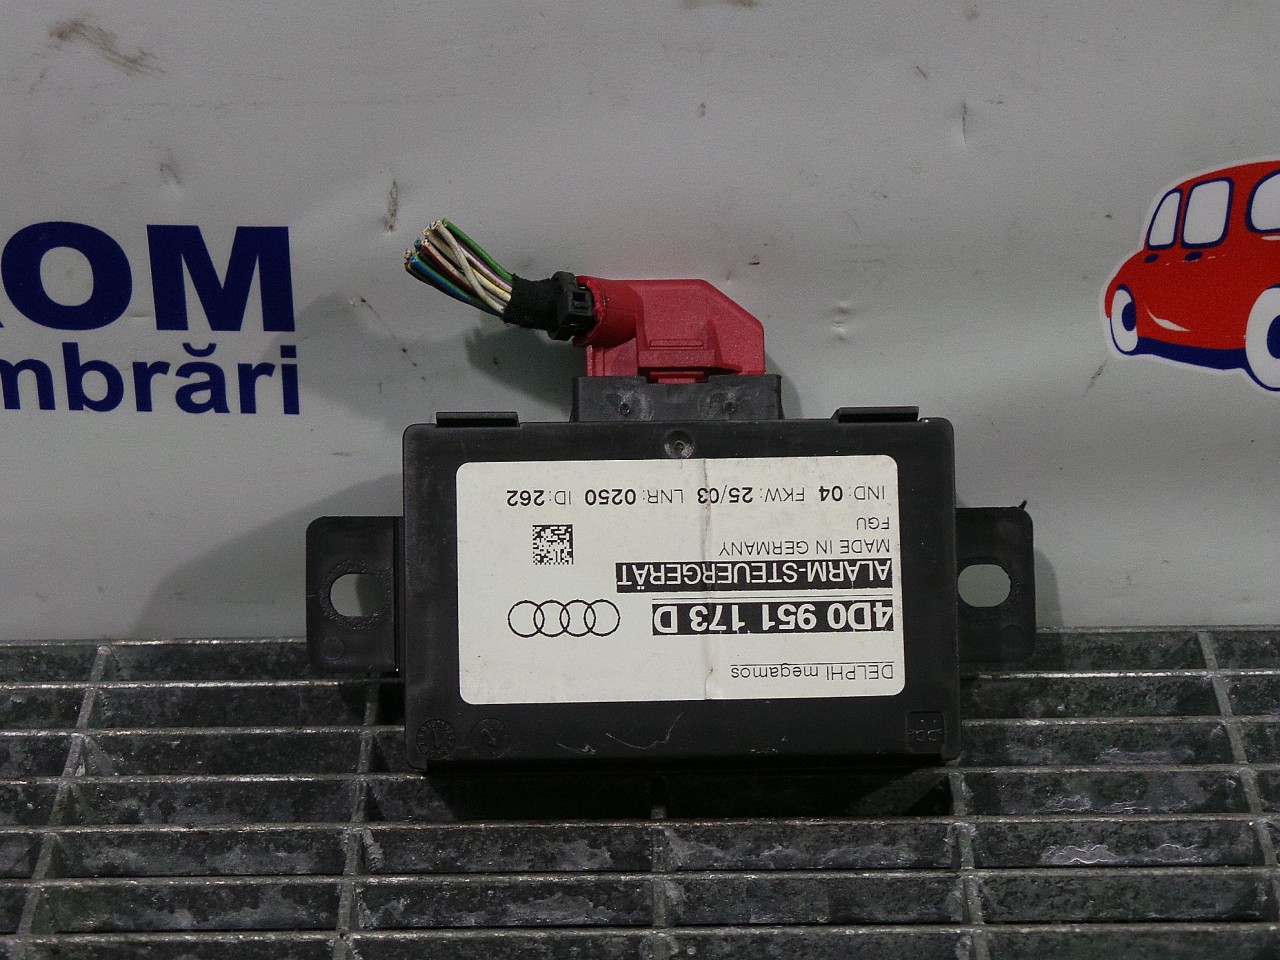 ROM
mbrări
DELPHI megamos
4D0 951 173 D
ALARM-STEUERGERÄT
MADE IN GERMANY
FGU
IND: 04 FKW: 25/03 LNR: 0250 ID: 262